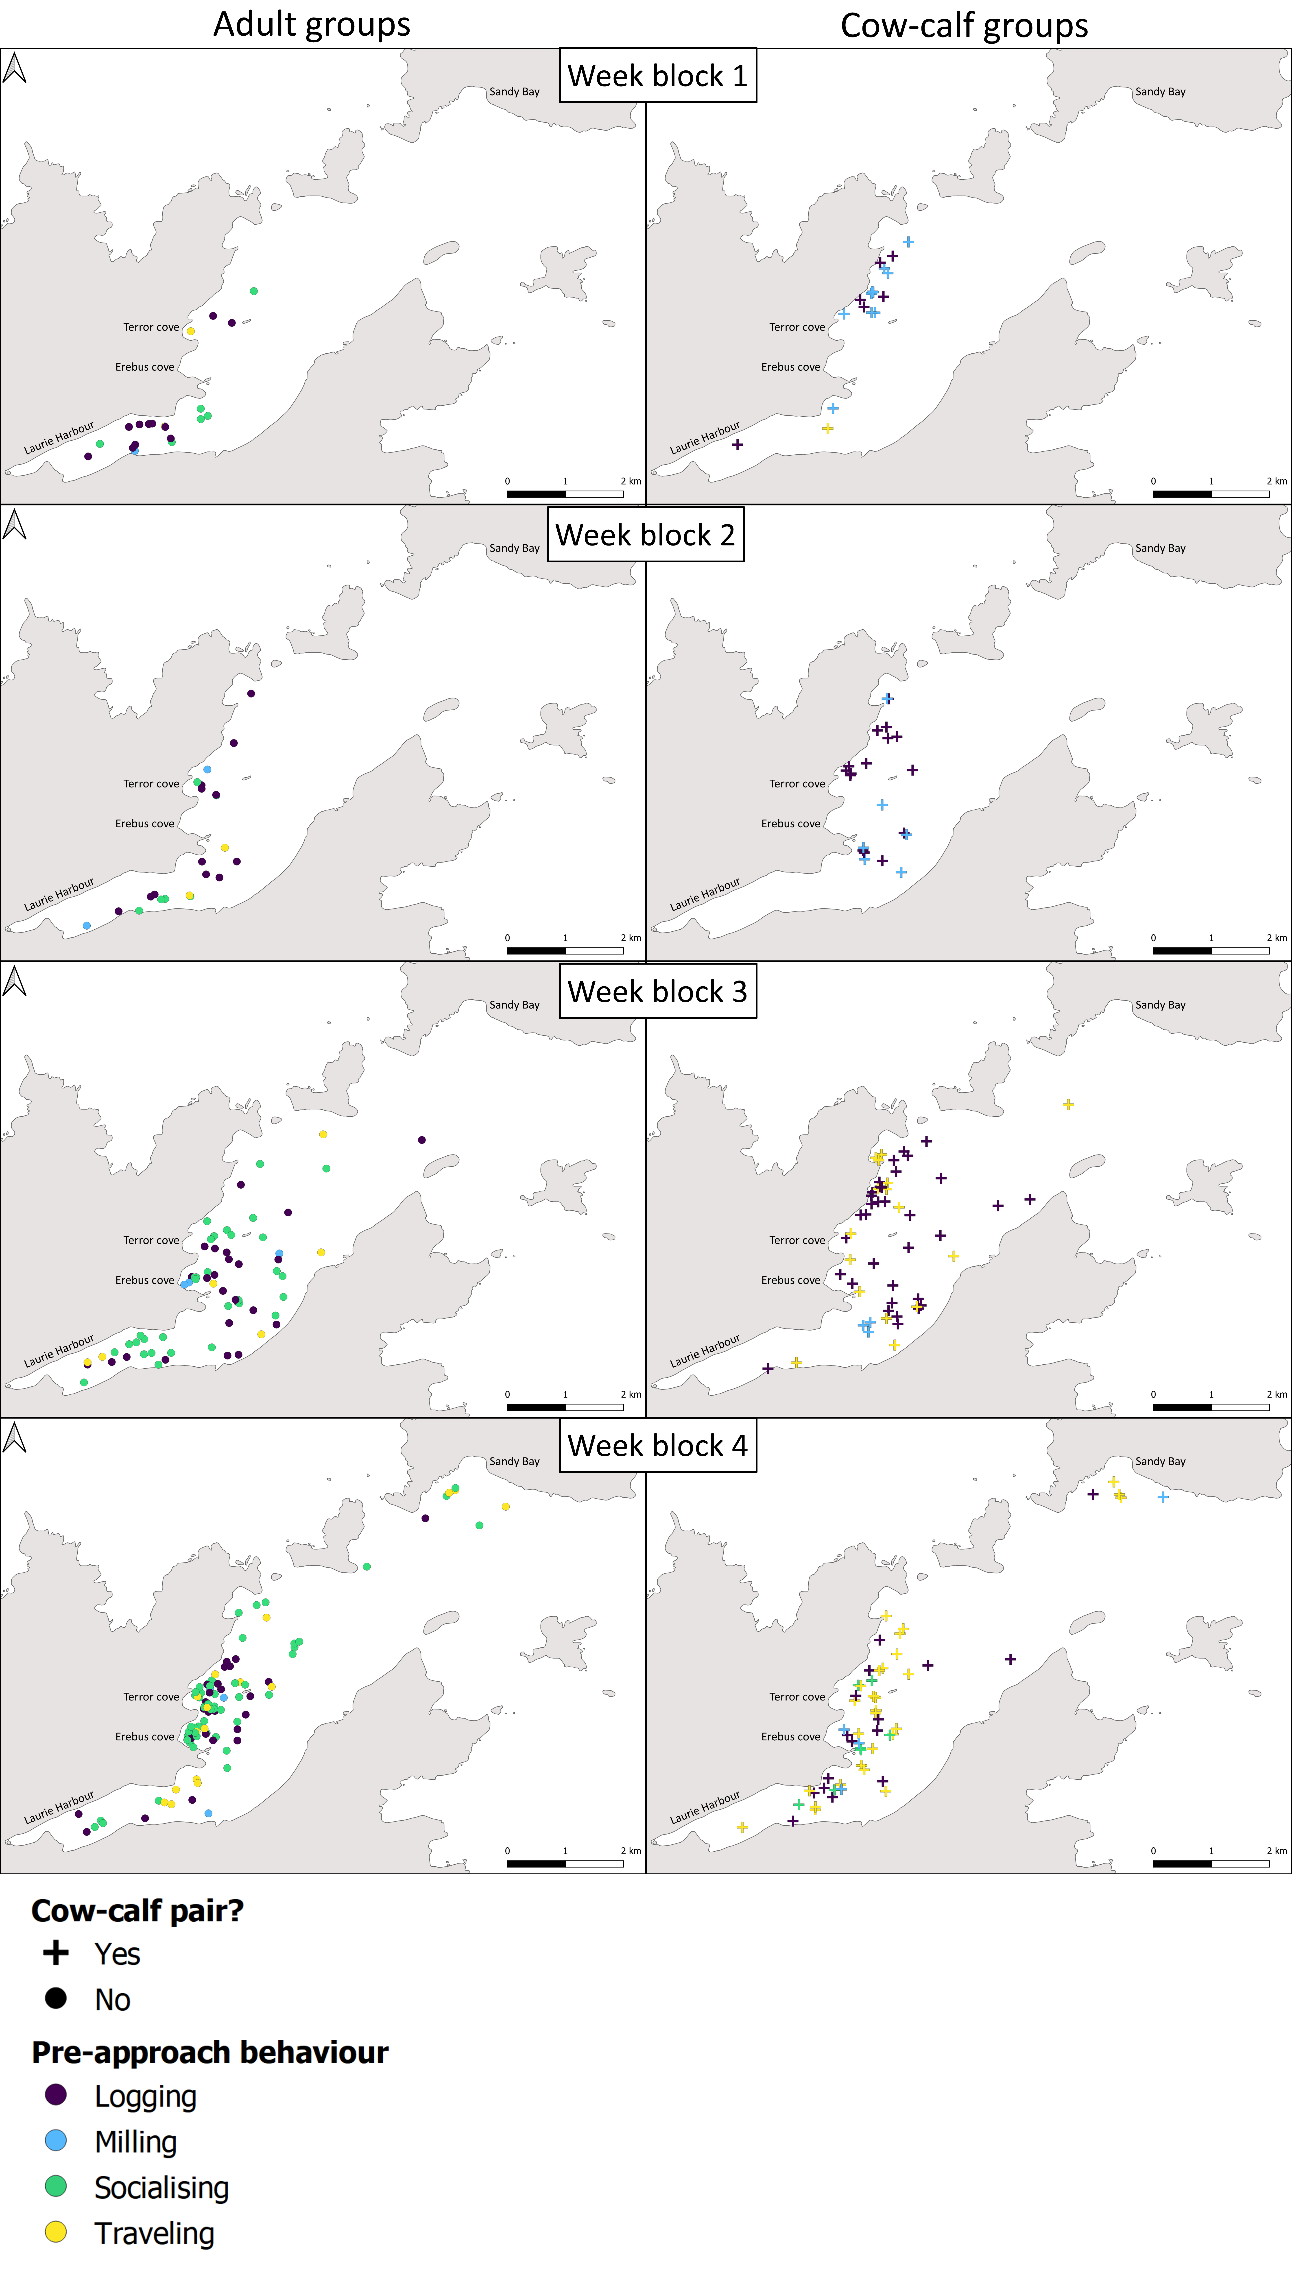 Adult groups
Cow-calf groups
Week block 1
Sandy Bay
Sandy Bay
Terror cove
Terror cove
Erebus cove
Erebus cove
Laurie Harbour
Laurie Harbour
0 1 2 km
0 1 2 km
Week block 2
Sandy Bay
Sandy Bay
Terror cove
Terror cove
Erebus cove
Erebus cove
Laurie Harbour
Laurie Harbour
0 1 2 km
0 1 2 km
Week block 3
Sandy Bay
Sandy Bay
Terror cove
Terror cove
Erebus cove
Erebus cove
Laurie Harbour
Laurie Harbour
0 1 2 km
0 1 2 km
Week block 4
Sandy Bay
Sandy Bay
Terror cove
Terror cove
Erebus cove
Erebus cove
Laurie Harbour
Laurie Harbour
0 1 2 km
0 1 2 km
Cow-calf pair?
Yes
No
Pre-approach behaviour
Logging
Milling
Socialising
Traveling